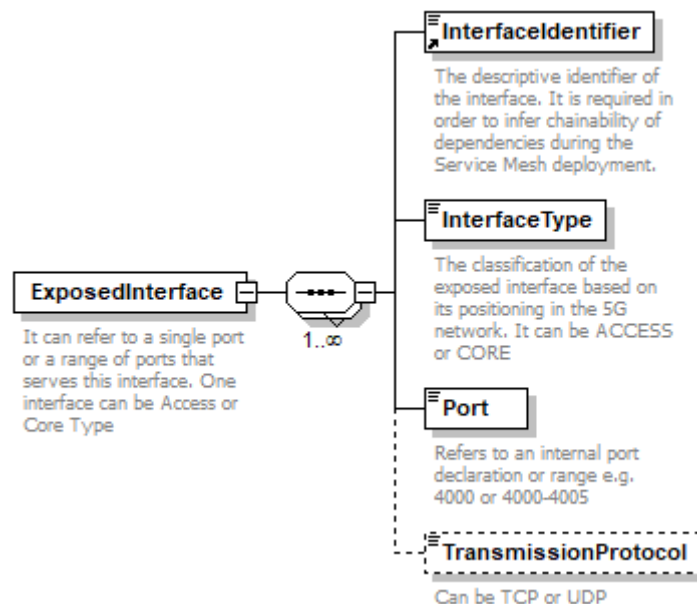 ExposedInterface
It can refer to a single port
or a range of ports that
serves this interface. One
interface can be Access or
Core Type
1..∞
InterfaceIdentifier
The descriptive identifier of
the interface. It is required in
order to infer chainability of
dependencies during the
Service Mesh deployment.
InterfaceType
The classification of the
exposed interface based on
its positioning in the 5G
network. It can be ACCESS
or CORE
Port
Refers to an internal port
declaration or range e.g.
4000 or 4000-4005
TransmissionProtocol
Can be TCP or UDP